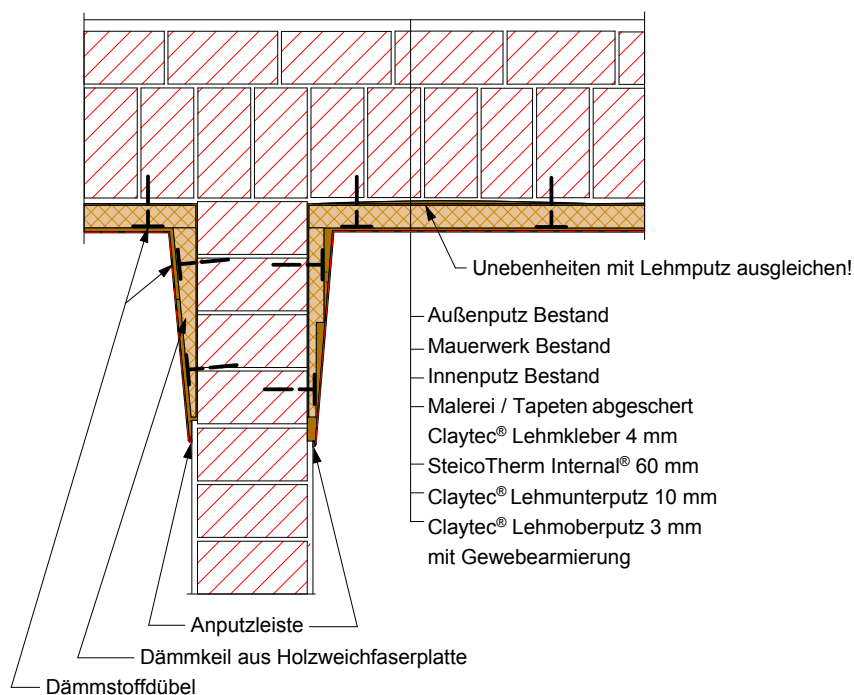 Unebenheiten mit Lehmputz ausgleichen!
Außenputz Bestand
Mauerwerk Bestand
Innenputz Bestand
Malerei / Tapeten abgeschert
Claytec® Lehmkleber 4 mm
SteicoTherm Internal® 60 mm
Claytec® Lehmunterputz 10 mm
Claytec® Lehmoberputz 3 mm
mit Gewebearmierung
Anputzleiste
Dämmkeil aus Holzweichfaserplatte
Dämmstoffdübel